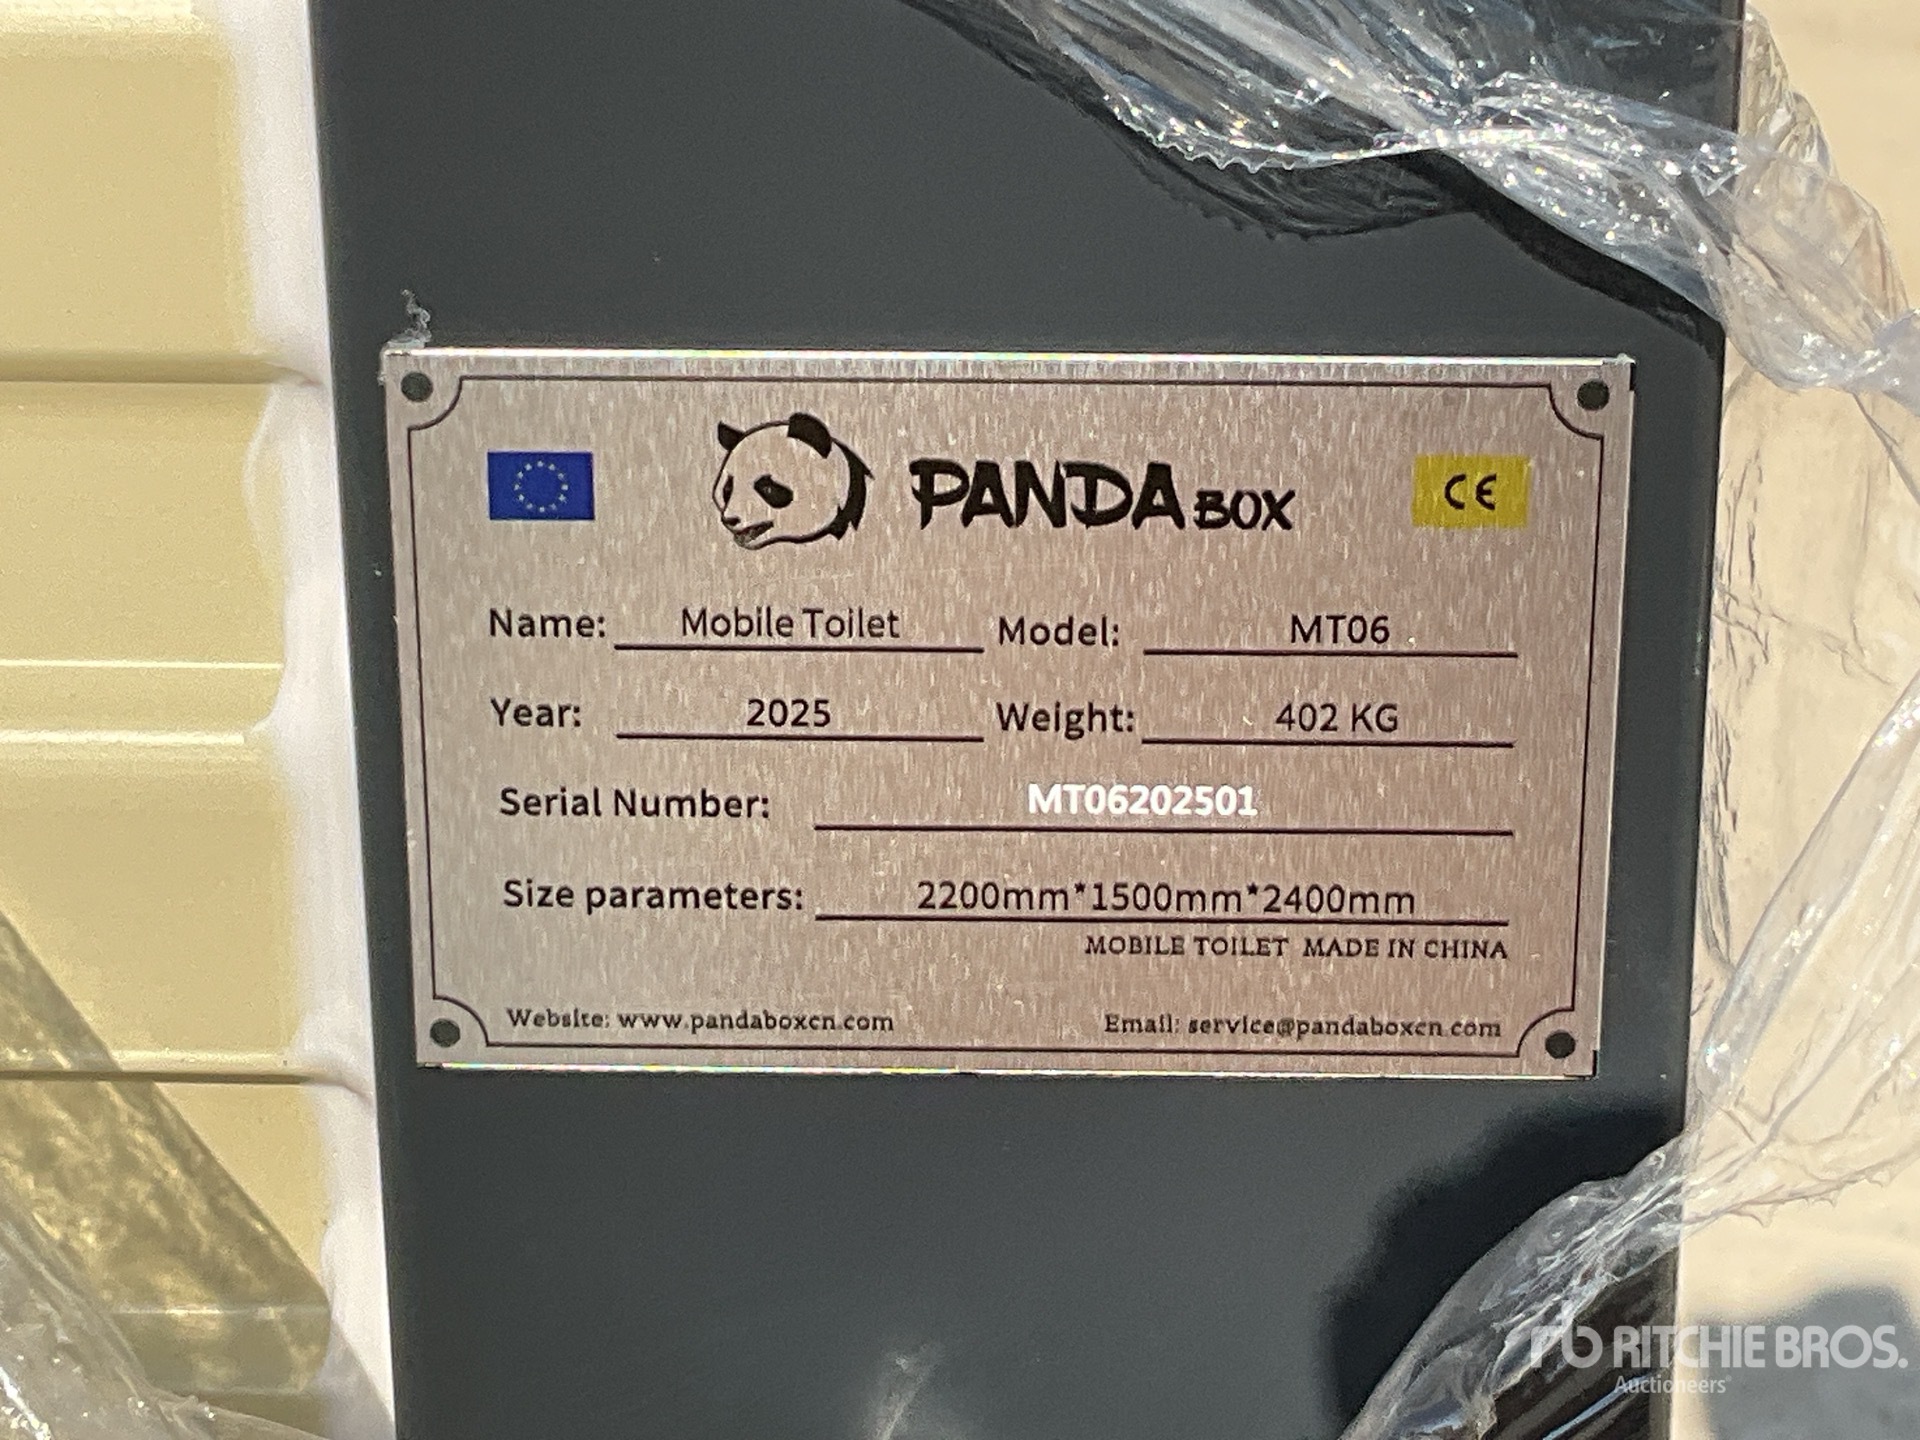 PANDA BOX
CE
Name: Mobile Toilet Model: MT06
Year: 2025 Weight: 402 KG
Serial Number: MT06202501
Size parameters: 2200mm*1500mm*2400mm
MOBILE TOILET MADE IN CHINA
Website: www.pandaboxcn.com Email: service@pandaboxcn.com
rb RITCHIE BROS.
Auctioneers